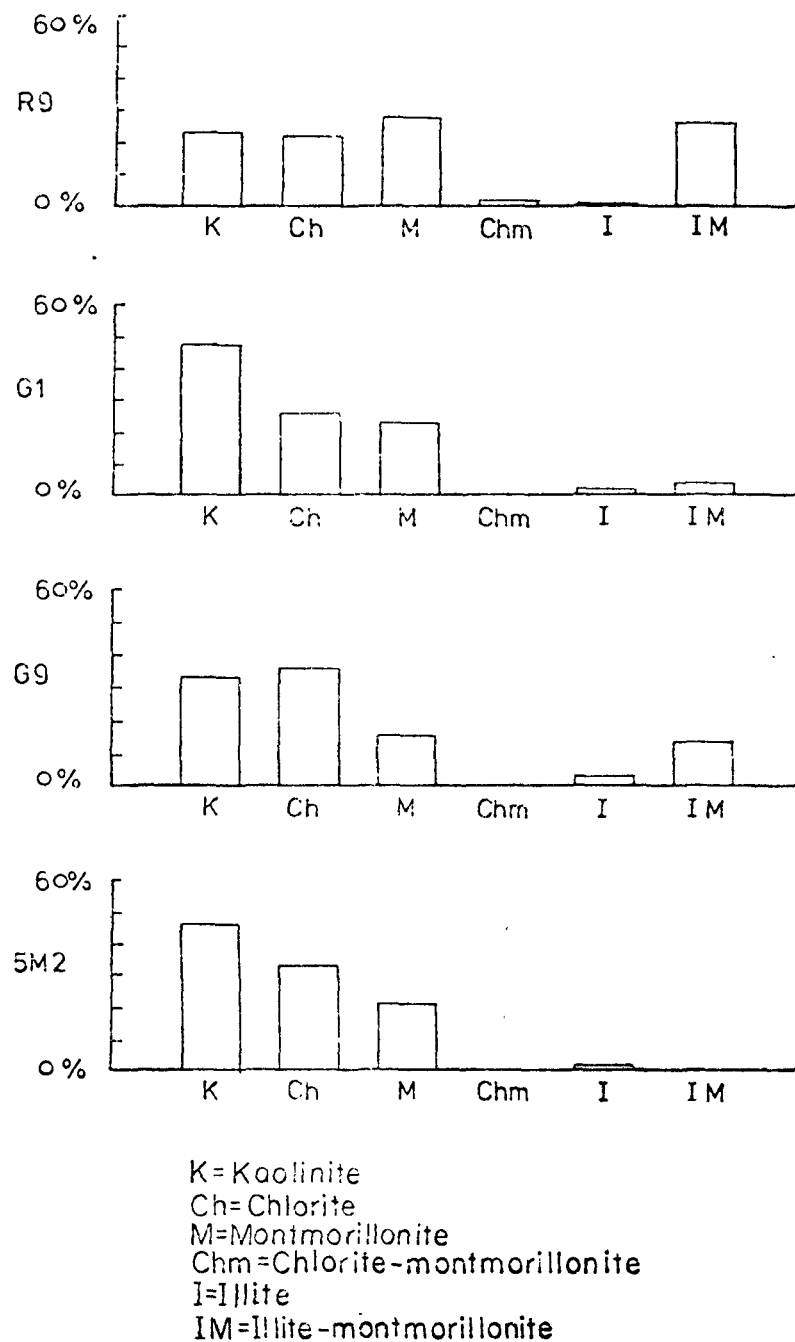 60%
R9
0%
K Ch M Chm I IM
60%
G1
0%
K Ch M Chm I IM
60%
G9
0%
K Ch M Chm I IM
60%
5M2
0%
K Ch M Chm I IM
K=Kaolinite
Ch=Chlorite
M=Montmorillonite
Chm=Chlorite-montmorillonite
I=Illite
IM=Illite-montmorillonite